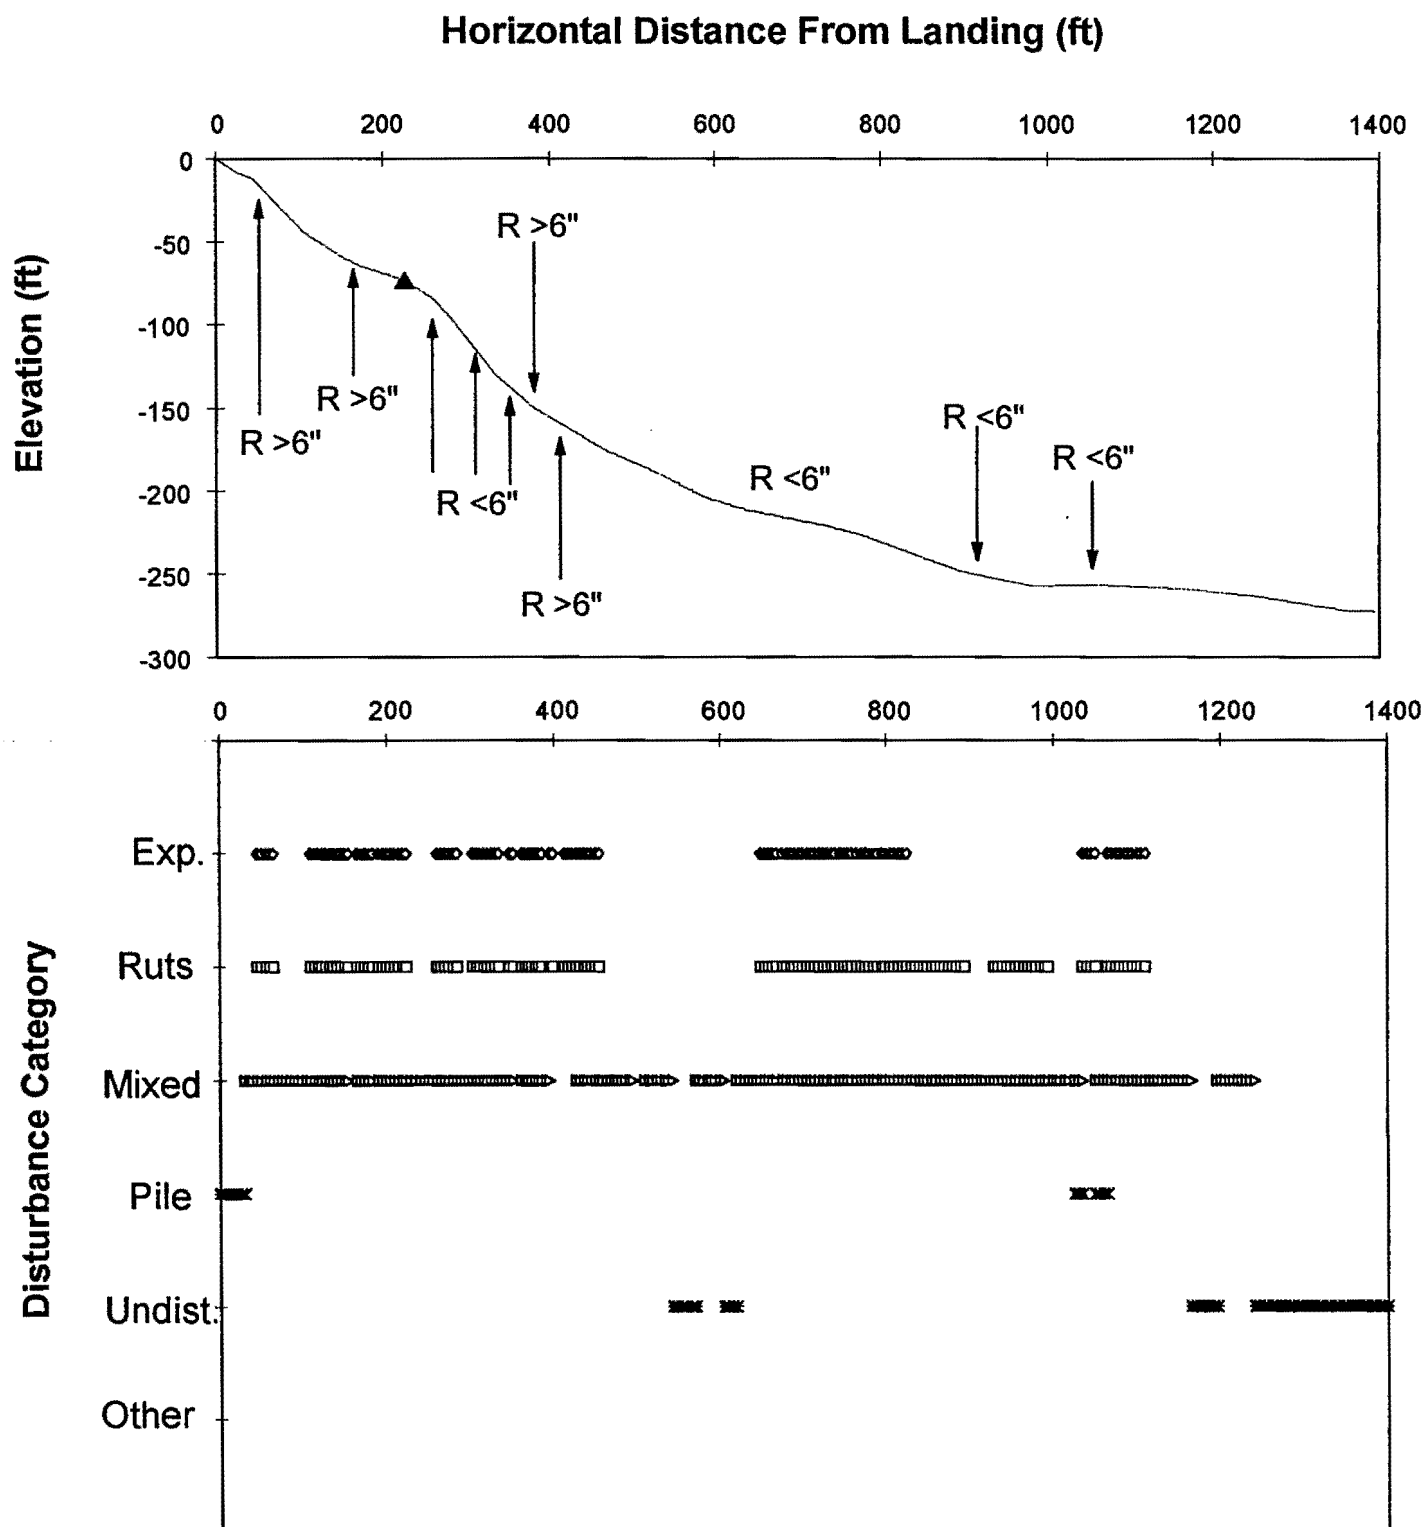 Horizontal Distance From Landing (ft)
0 200 400 600 800 1000 1200 1400
Elevation (ft)
0
-50
-100
-150
-200
-250
-300
R >6"
R >6"
R >6"
R <6"
R >6"
R <6"
R <6"
R <6"
0 200 400 600 800 1000 1200 1400
Disturbance Category
Exp.
Ruts
Mixed
Pile
Undist.
Other